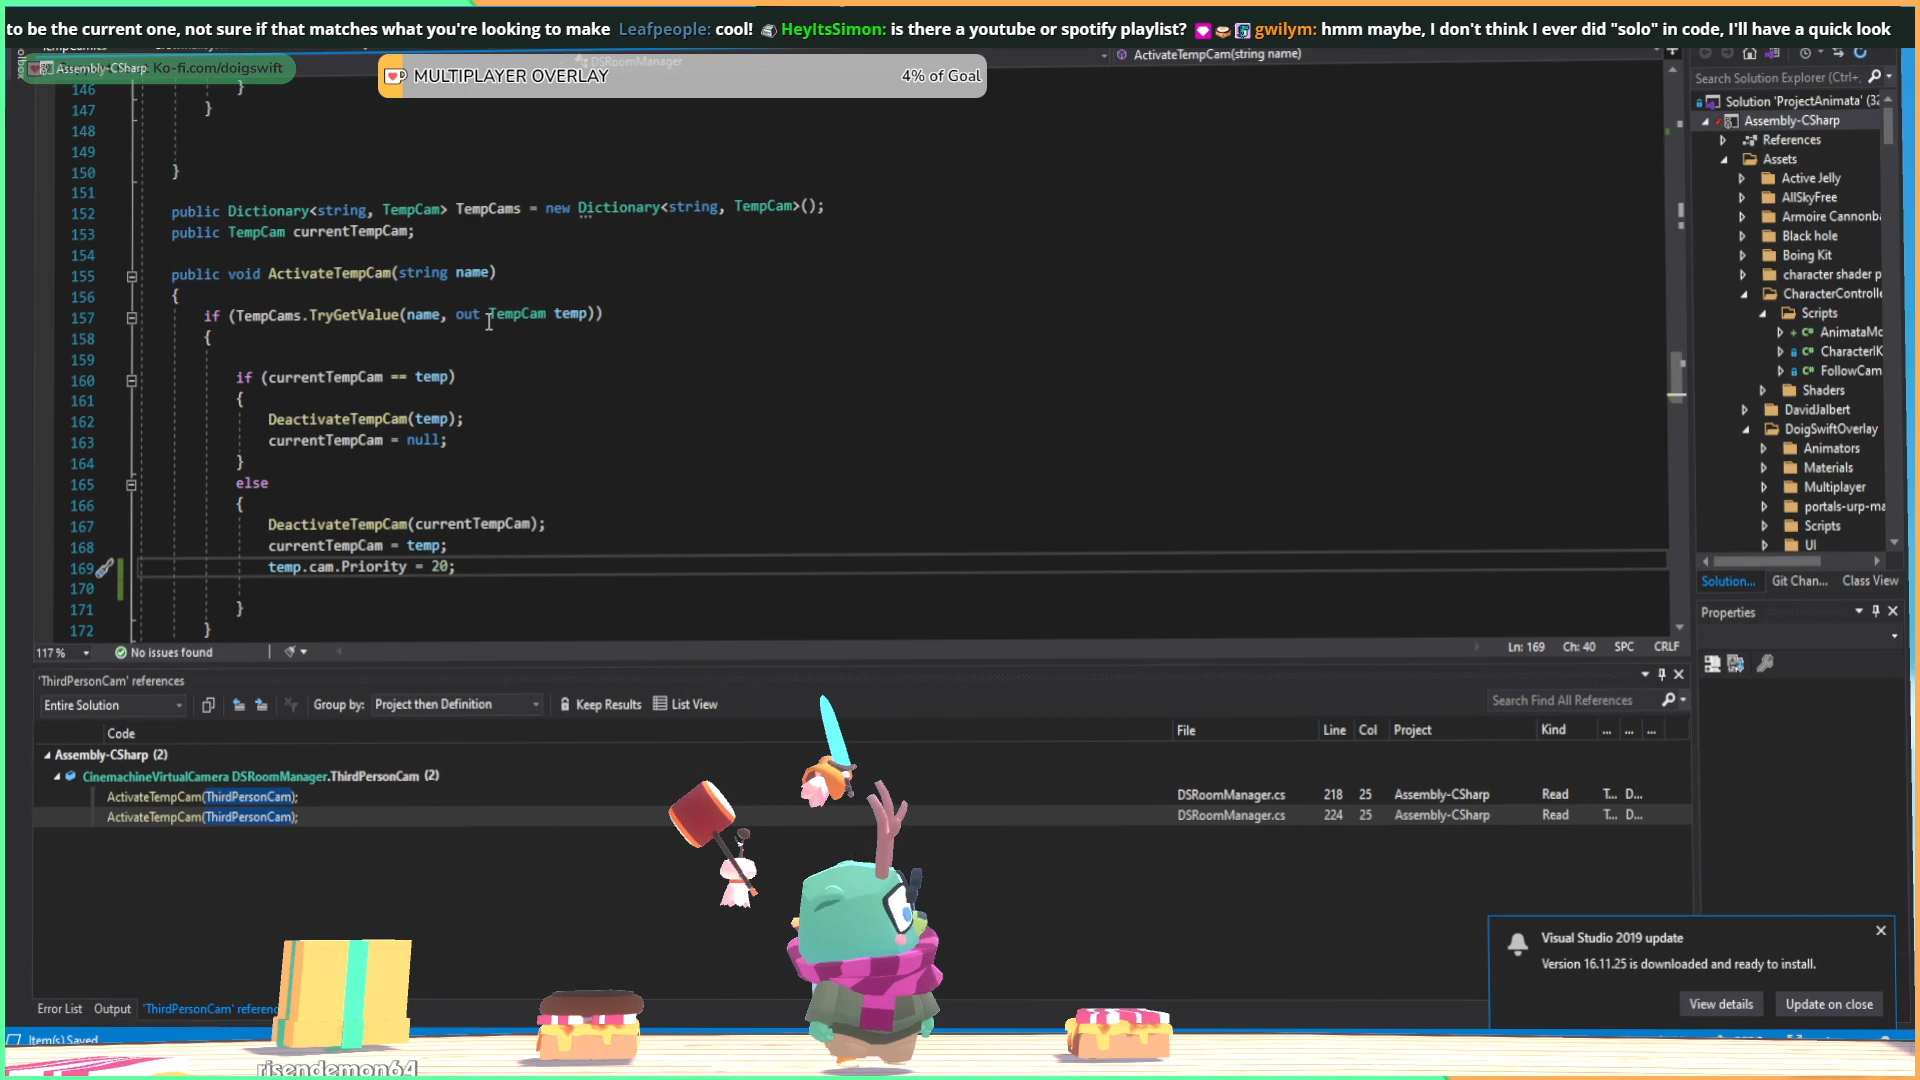 to be the current one, not sure if that matches what you're looking to make Leafpeople: cool! HeyItsSimon: is there a youtube or spotify playlist? gwilym: hmm maybe, I don't think I ever did "solo" in code, I'll have a quick look
Assembly-CSharp Ko-fi.com/doigswift
DSRoomManager
ActivateTempCam(string name)
MULTIPLAYER OVERLAY 4% of Goal
146 }
147 }
148
149
150 }
151
152 public Dictionary<string, TempCam> TempCams = new Dictionary<string, TempCam>();
153 public TempCam currentTempCam;
154
155 public void ActivateTempCam(string name)
156 {
157 if (TempCams.TryGetValue(name, out TempCam temp))
158 {
159
160 if (currentTempCam == temp)
161 {
162 DeactivateTempCam(temp);
163 currentTempCam = null;
164 }
165 else
166 {
167 DeactivateTempCam(currentTempCam);
168 currentTempCam = temp;
169 temp.cam.Priority = 20;
170
171 }
172 }
117 % No issues found Ln: 169 Ch: 40 SPC CRLF
Search Solution Explorer (Ctrl+
Solution 'ProjectAnimata' (32
Assembly-CSharp
References
Assets
Active Jelly
AllSkyFree
Armoire Cannonba
Black hole
Boing Kit
character shader p
CharacterControlle
Scripts
AnimataMo
CharacterIK
FollowCam
Shaders
DavidJalbert
DoigSwiftOverlay
Animators
Materials
Multiplayer
portals-urp-ma
Scripts
UI
Solution... Git Chan... Class View
Properties
'ThirdPersonCam' references
Entire Solution Group by: Project then Definition Keep Results List View Search Find All References
Code File Line Col Project Kind ... ... ...
Assembly-CSharp (2)
CinemachineVirtualCamera DSRoomManager.ThirdPersonCam (2)
ActivateTempCam(ThirdPersonCam); DSRoomManager.cs 218 25 Assembly-CSharp Read T... D...
ActivateTempCam(ThirdPersonCam); DSRoomManager.cs 224 25 Assembly-CSharp Read T... D...
Visual Studio 2019 update
Version 16.11.25 is downloaded and ready to install.
View details Update on close
Error List Output 'ThirdPersonCam' referenc
Item(s) Saved
risendemon64